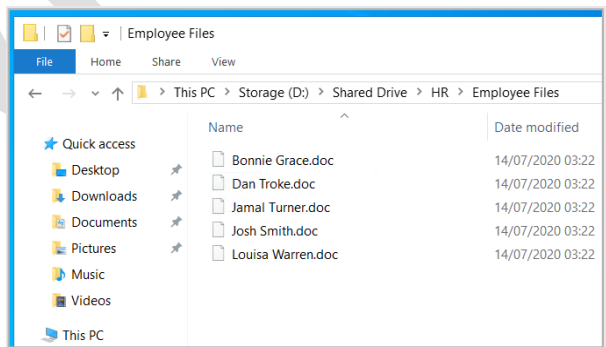 Employee Files
File Home Share View
This PC > Storage (D:) > Shared Drive > HR > Employee Files
Name Date modified
Quick access
Desktop
Downloads
Documents
Pictures
Music
Videos
This PC
Bonnie Grace.doc 14/07/2020 03:22
Dan Troke.doc 14/07/2020 03:22
Jamal Turner.doc 14/07/2020 03:22
Josh Smith.doc 14/07/2020 03:22
Louisa Warren.doc 14/07/2020 03:22